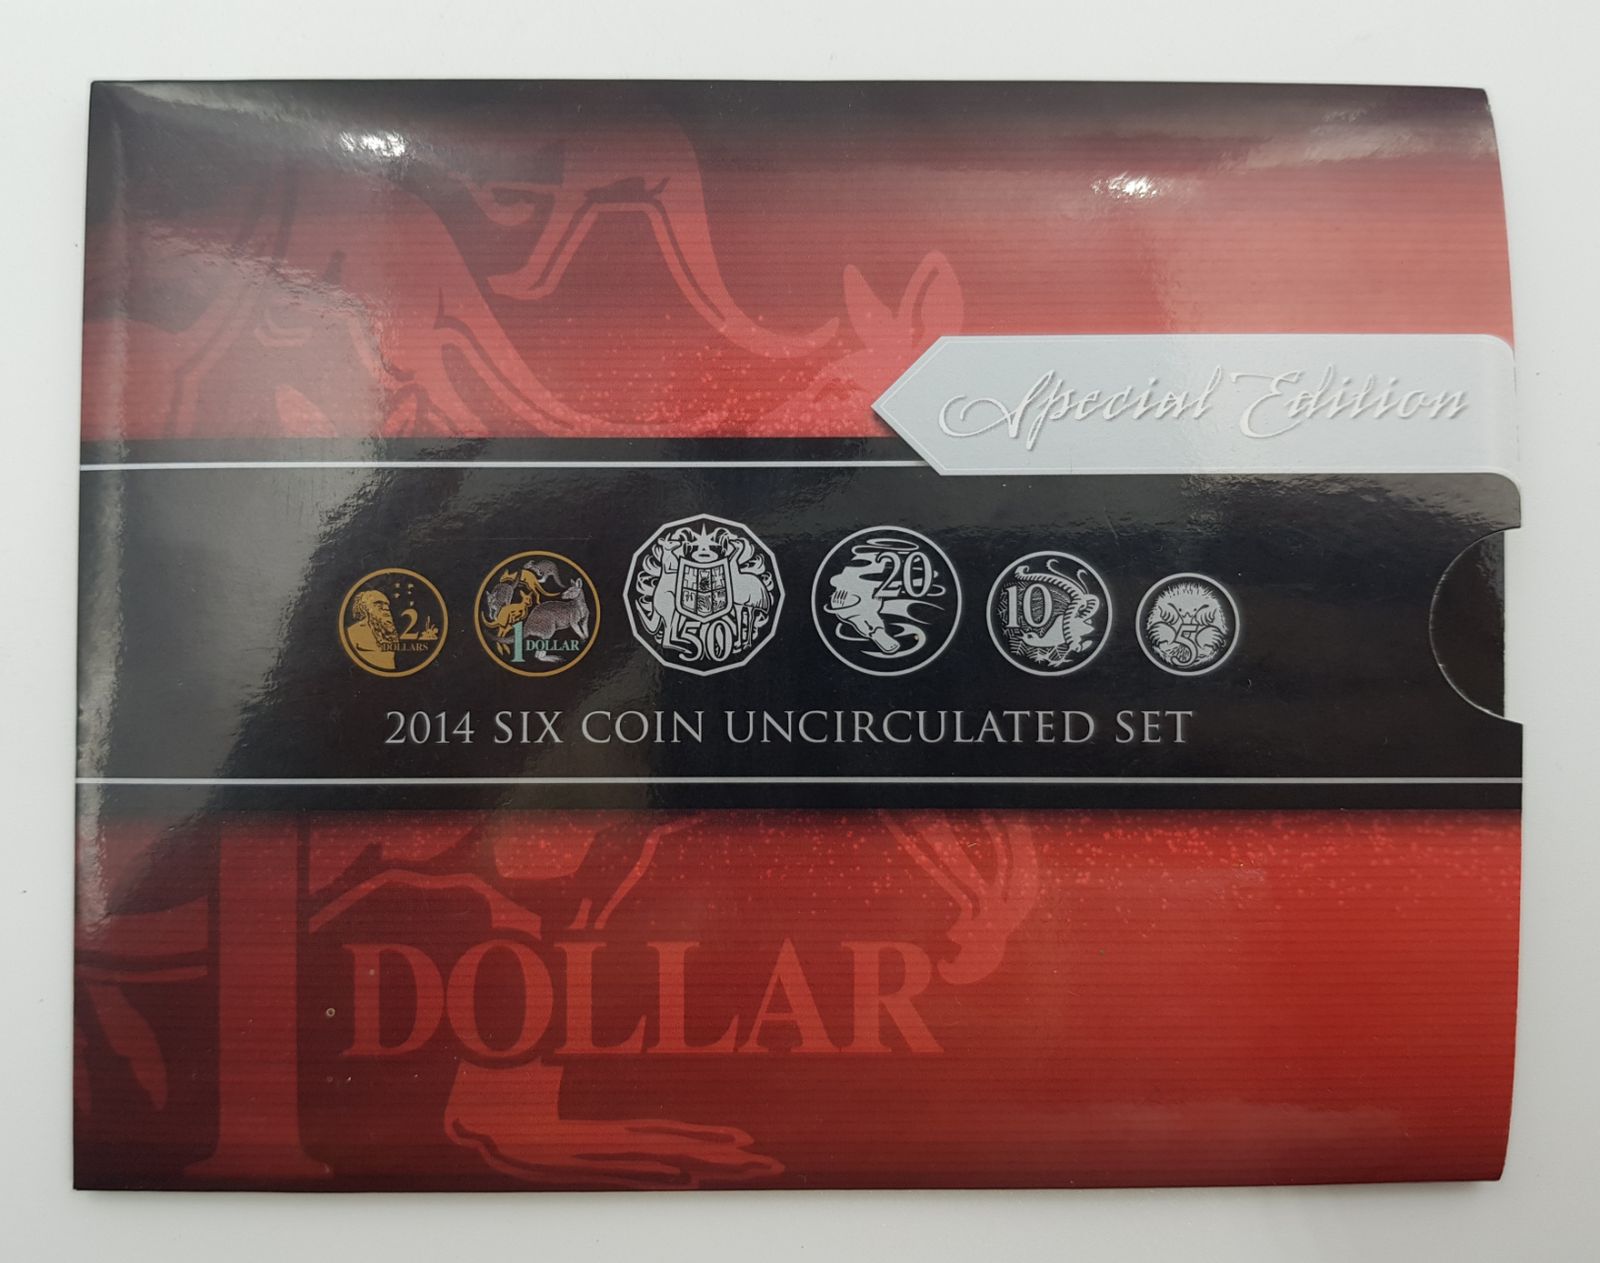 Special Edition
2 DOLLARS
1 DOLLAR
50
20
10
5
2014 SIX COIN UNCIRCULATED SET
1 DOLLAR